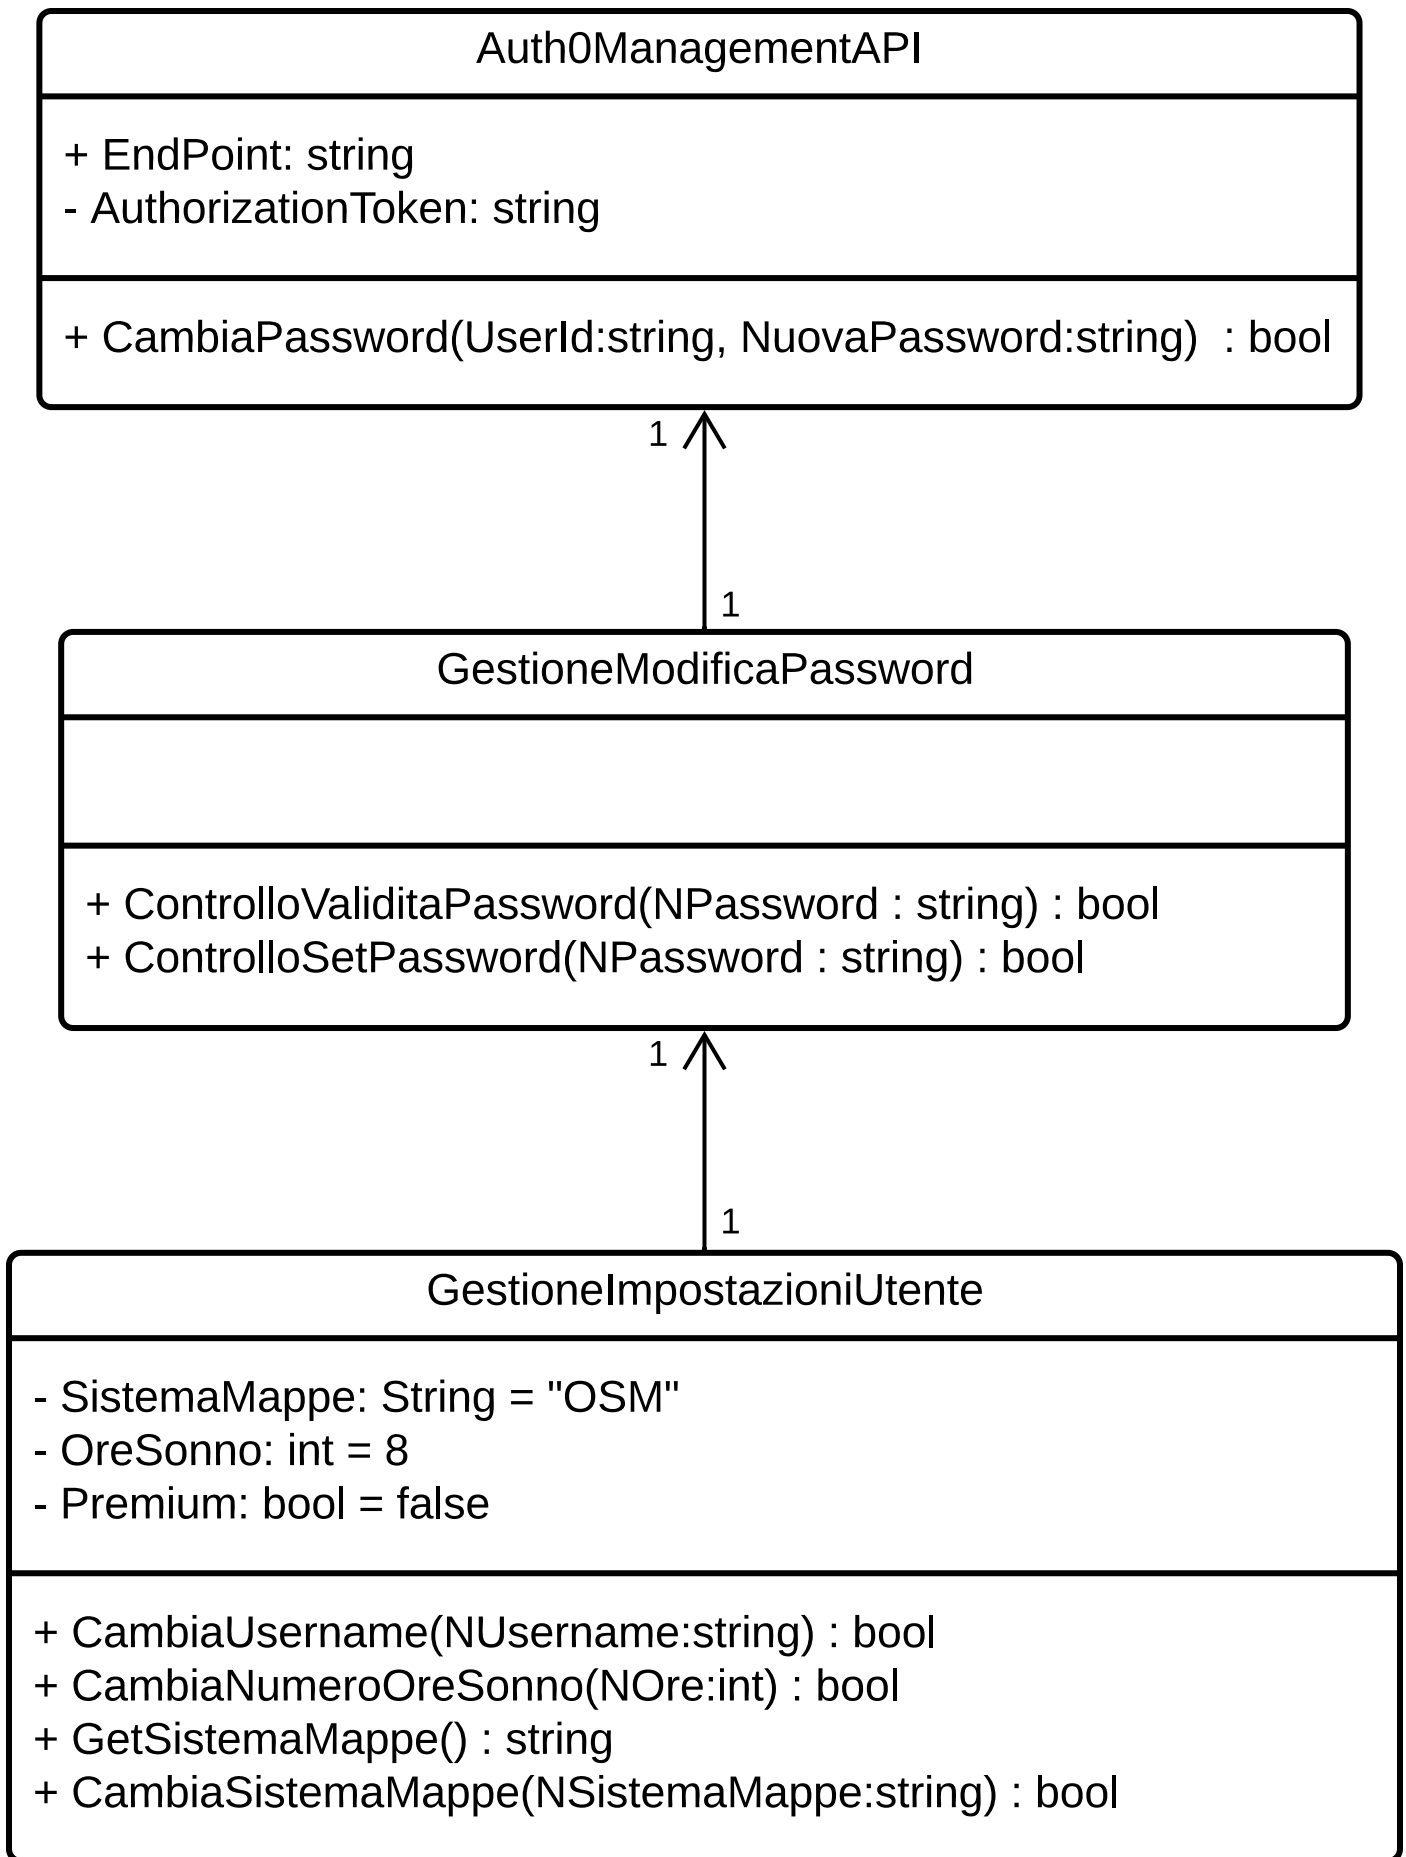 Auth0ManagementAPI
+ EndPoint: string
- AuthorizationToken: string
+ CambiaPassword(UserId:string, NuovaPassword:string)  : bool
1
1
GestioneModificaPassword
+ ControlloValiditaPassword(NPassword : string) : bool
+ ControlloSetPassword(NPassword : string) : bool
1
1
GestioneImpostazioniUtente
- SistemaMappe: String = "OSM"
- OreSonno: int = 8
- Premium: bool = false
+ CambiaUsername(NUsername:string) : bool
+ CambiaNumeroOreSonno(NOre:int) : bool
+ GetSistemaMappe() : string
+ CambiaSistemaMappe(NSistemaMappe:string) : bool